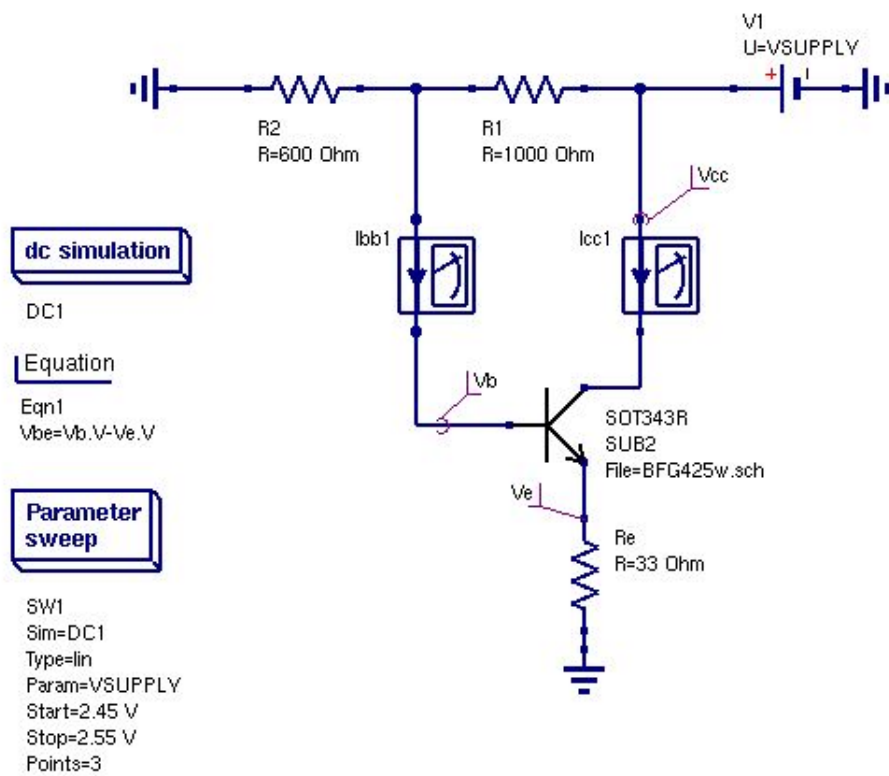 V1
U=VSUPPLY
+
R2
R=600 Ohm
R1
R=1000 Ohm
Vcc
Ibb1
Icc1
dc simulation
DC1
Equation
Eqn1
Vbe=Vb.V-Ve.V
Vb
SOT343R
SUB2
File=BFG425w.sch
Ve
Re
R=33 Ohm
Parameter
sweep
SW1
Sim=DC1
Type=lin
Param=VSUPPLY
Start=2.45 V
Stop=2.55 V
Points=3